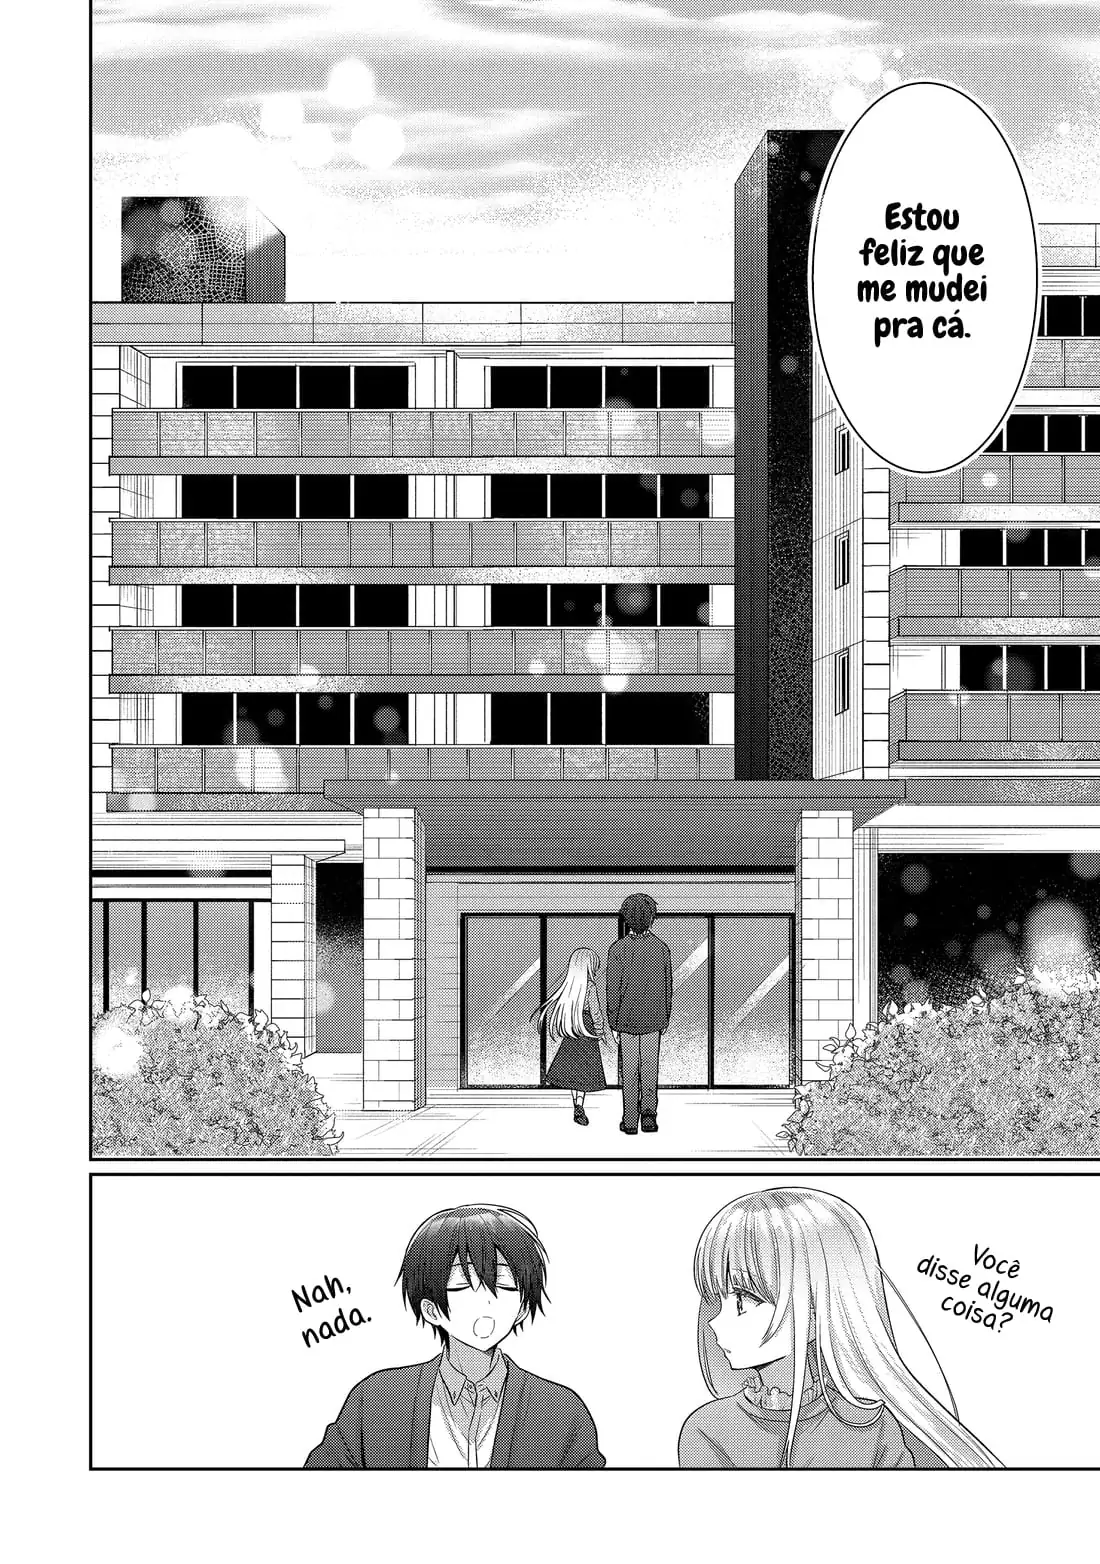 Estou
feliz que
me mudei
pra cá.
Você
disse alguma
coisa?
Nah,
nada.